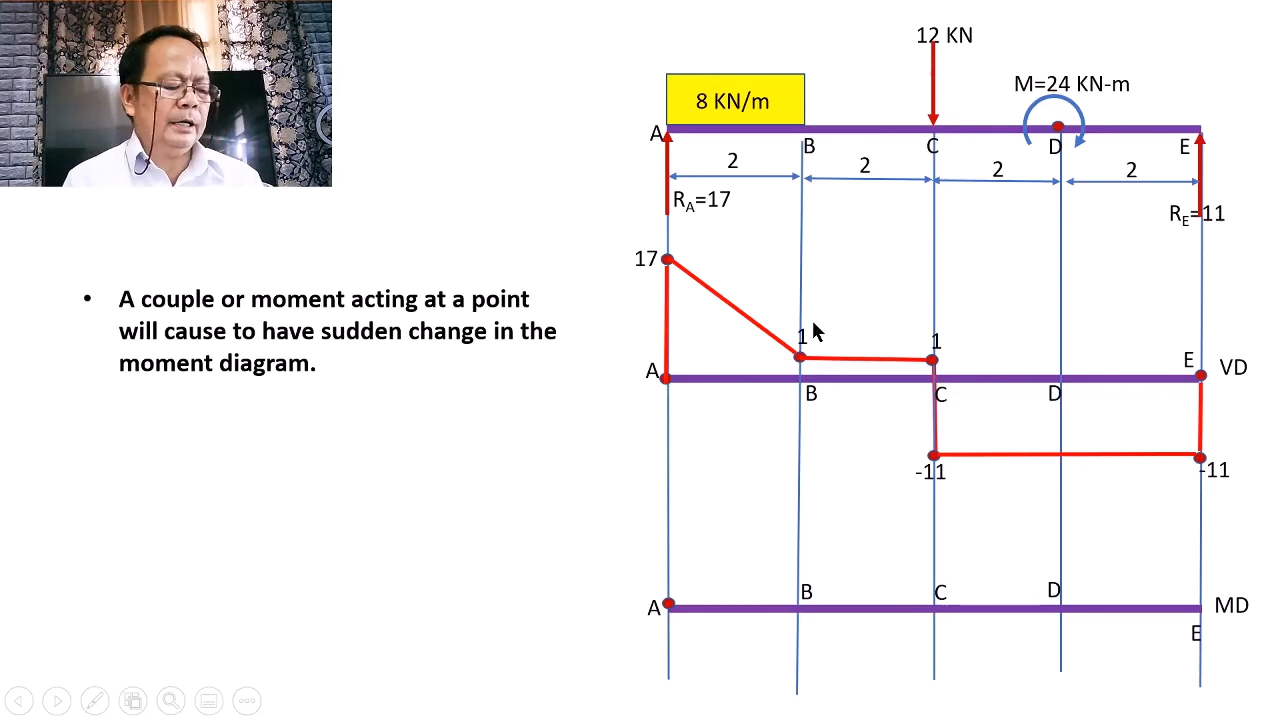 12 KN
M=24 KN-m
8 KN/m
A
B
C
D
E
2
2
2
2
RA=17
RE=11
17
• A couple or moment acting at a point
will cause to have sudden change in the
moment diagram.
1
1
E
VD
A
B
C
D
-11
-11
B
C
D
A
MD
E